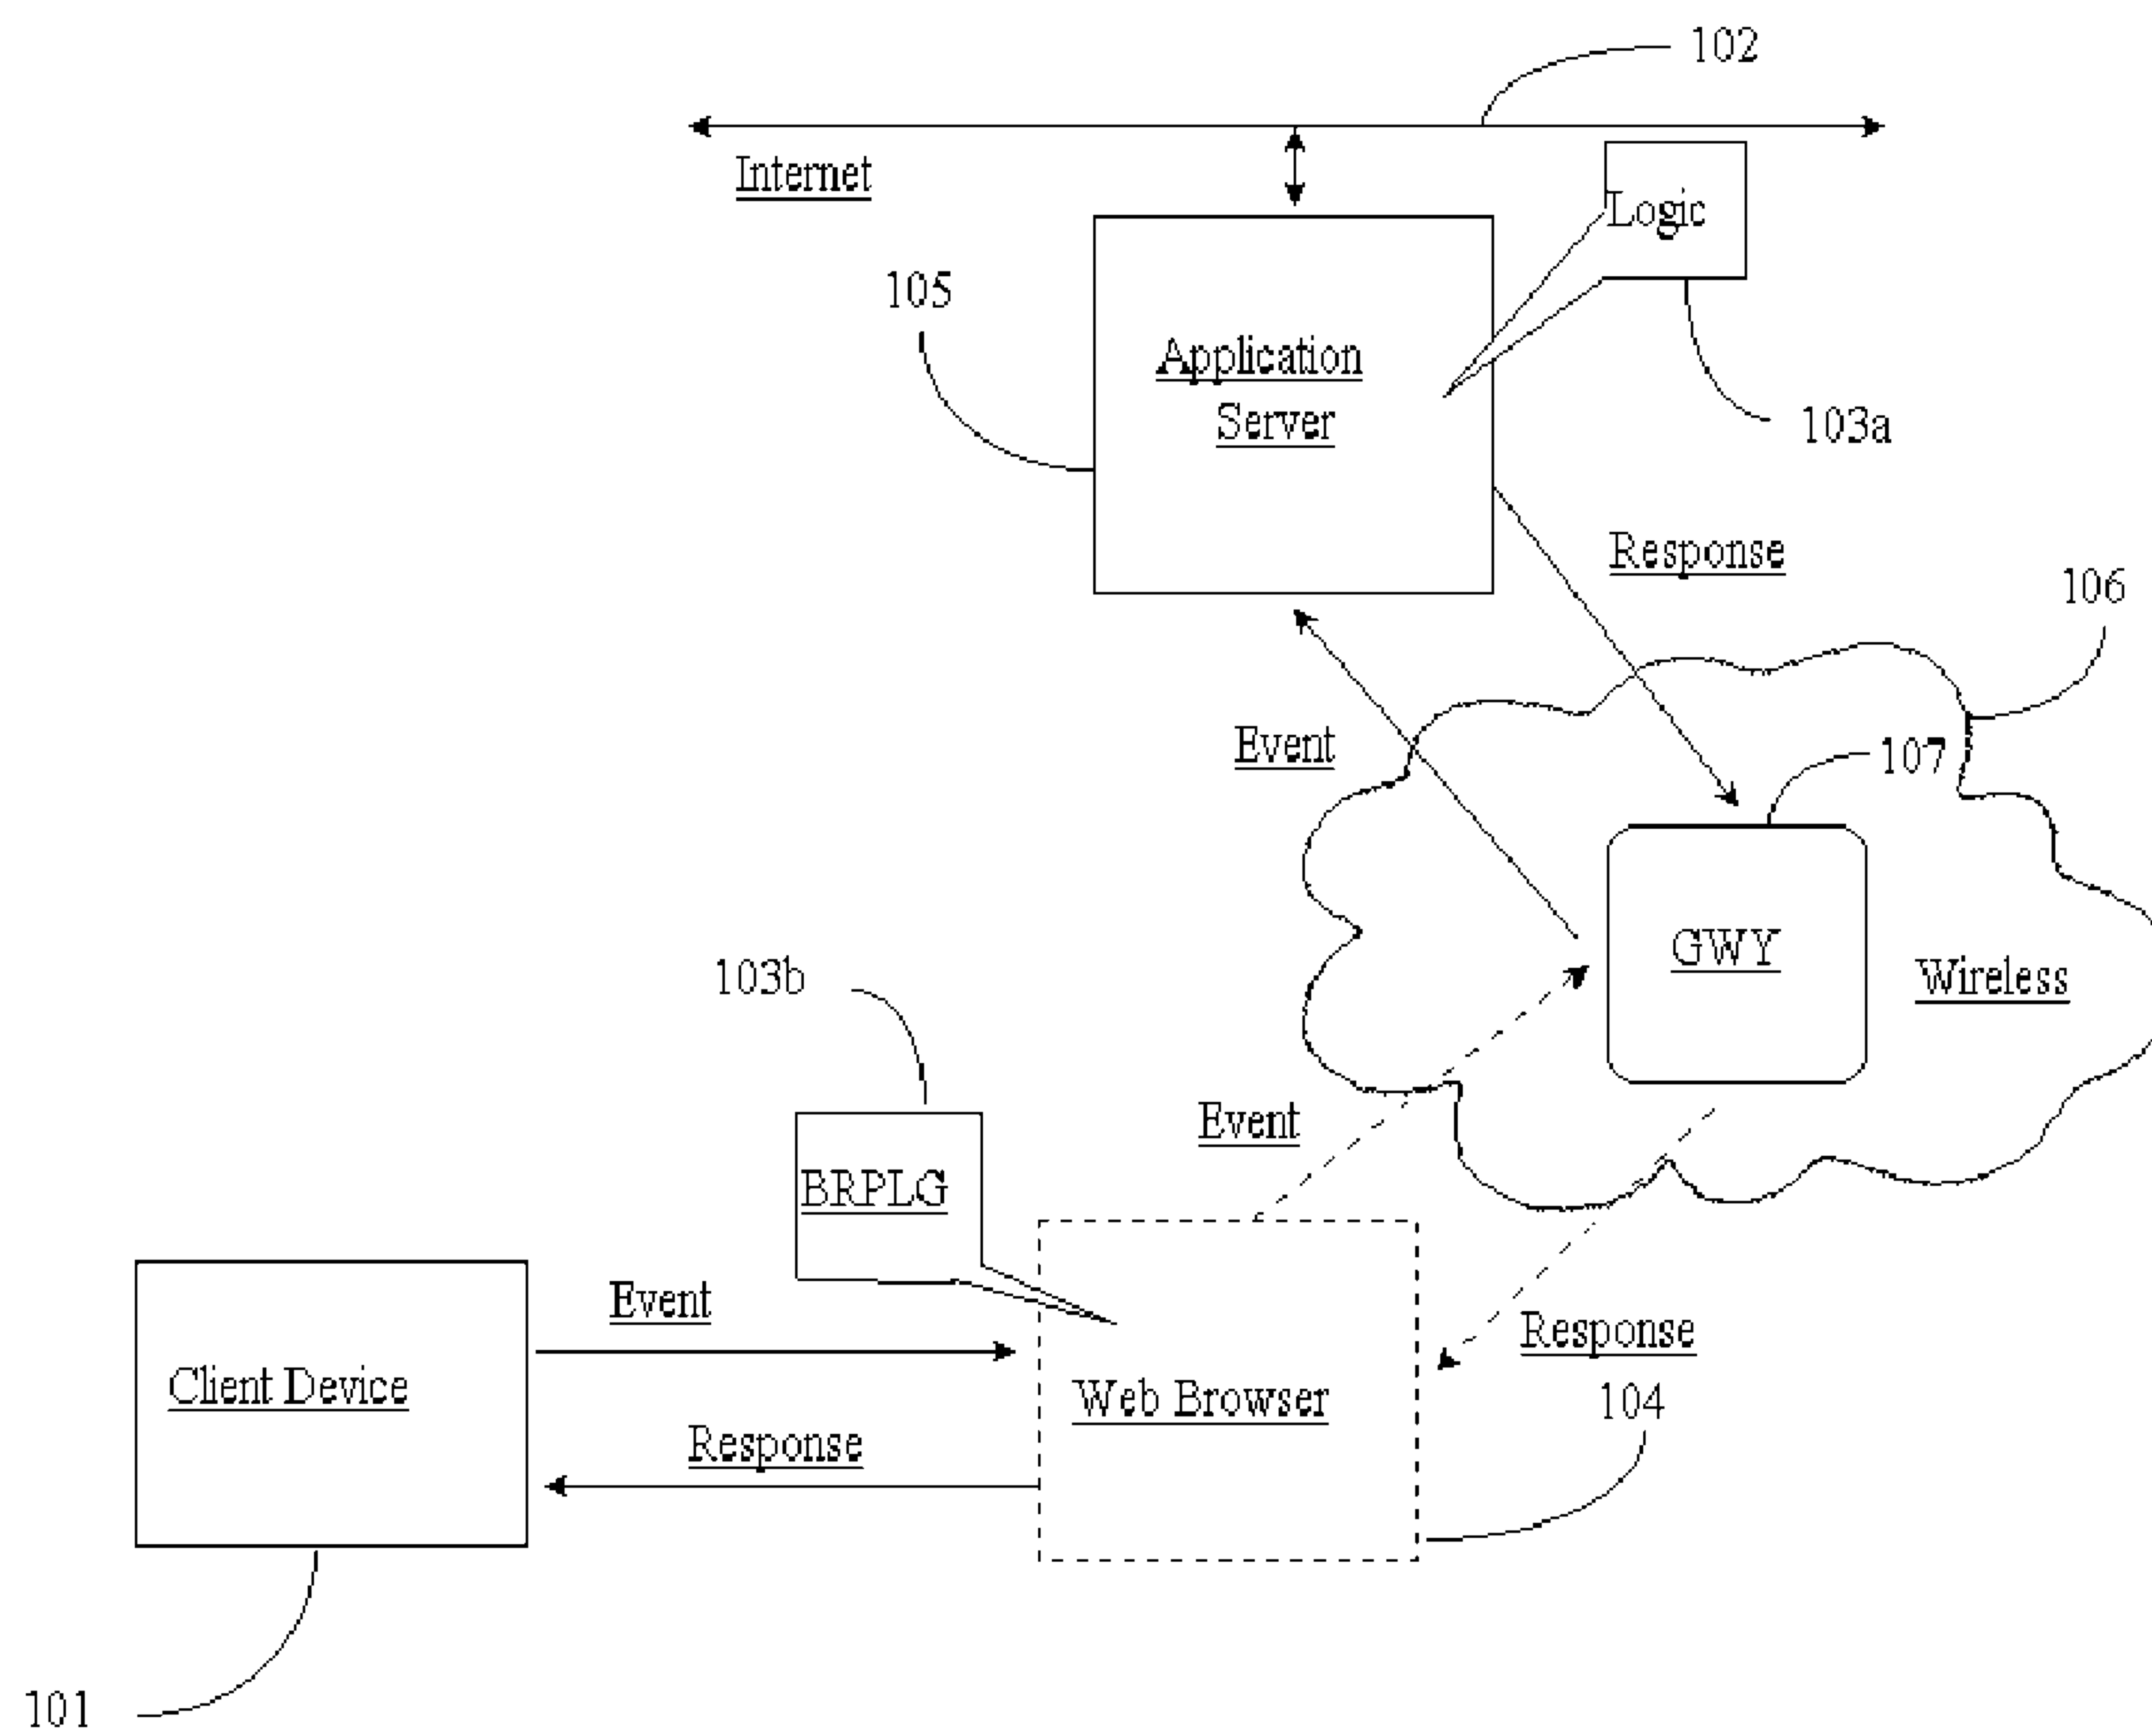 102
Internet
Logic
105
Application
Server
103a
Response
106
Event
107
GWY
Wireless
103b
Event
BRPLG
Event
Response
Client Device
Web Browser
104
Response
101